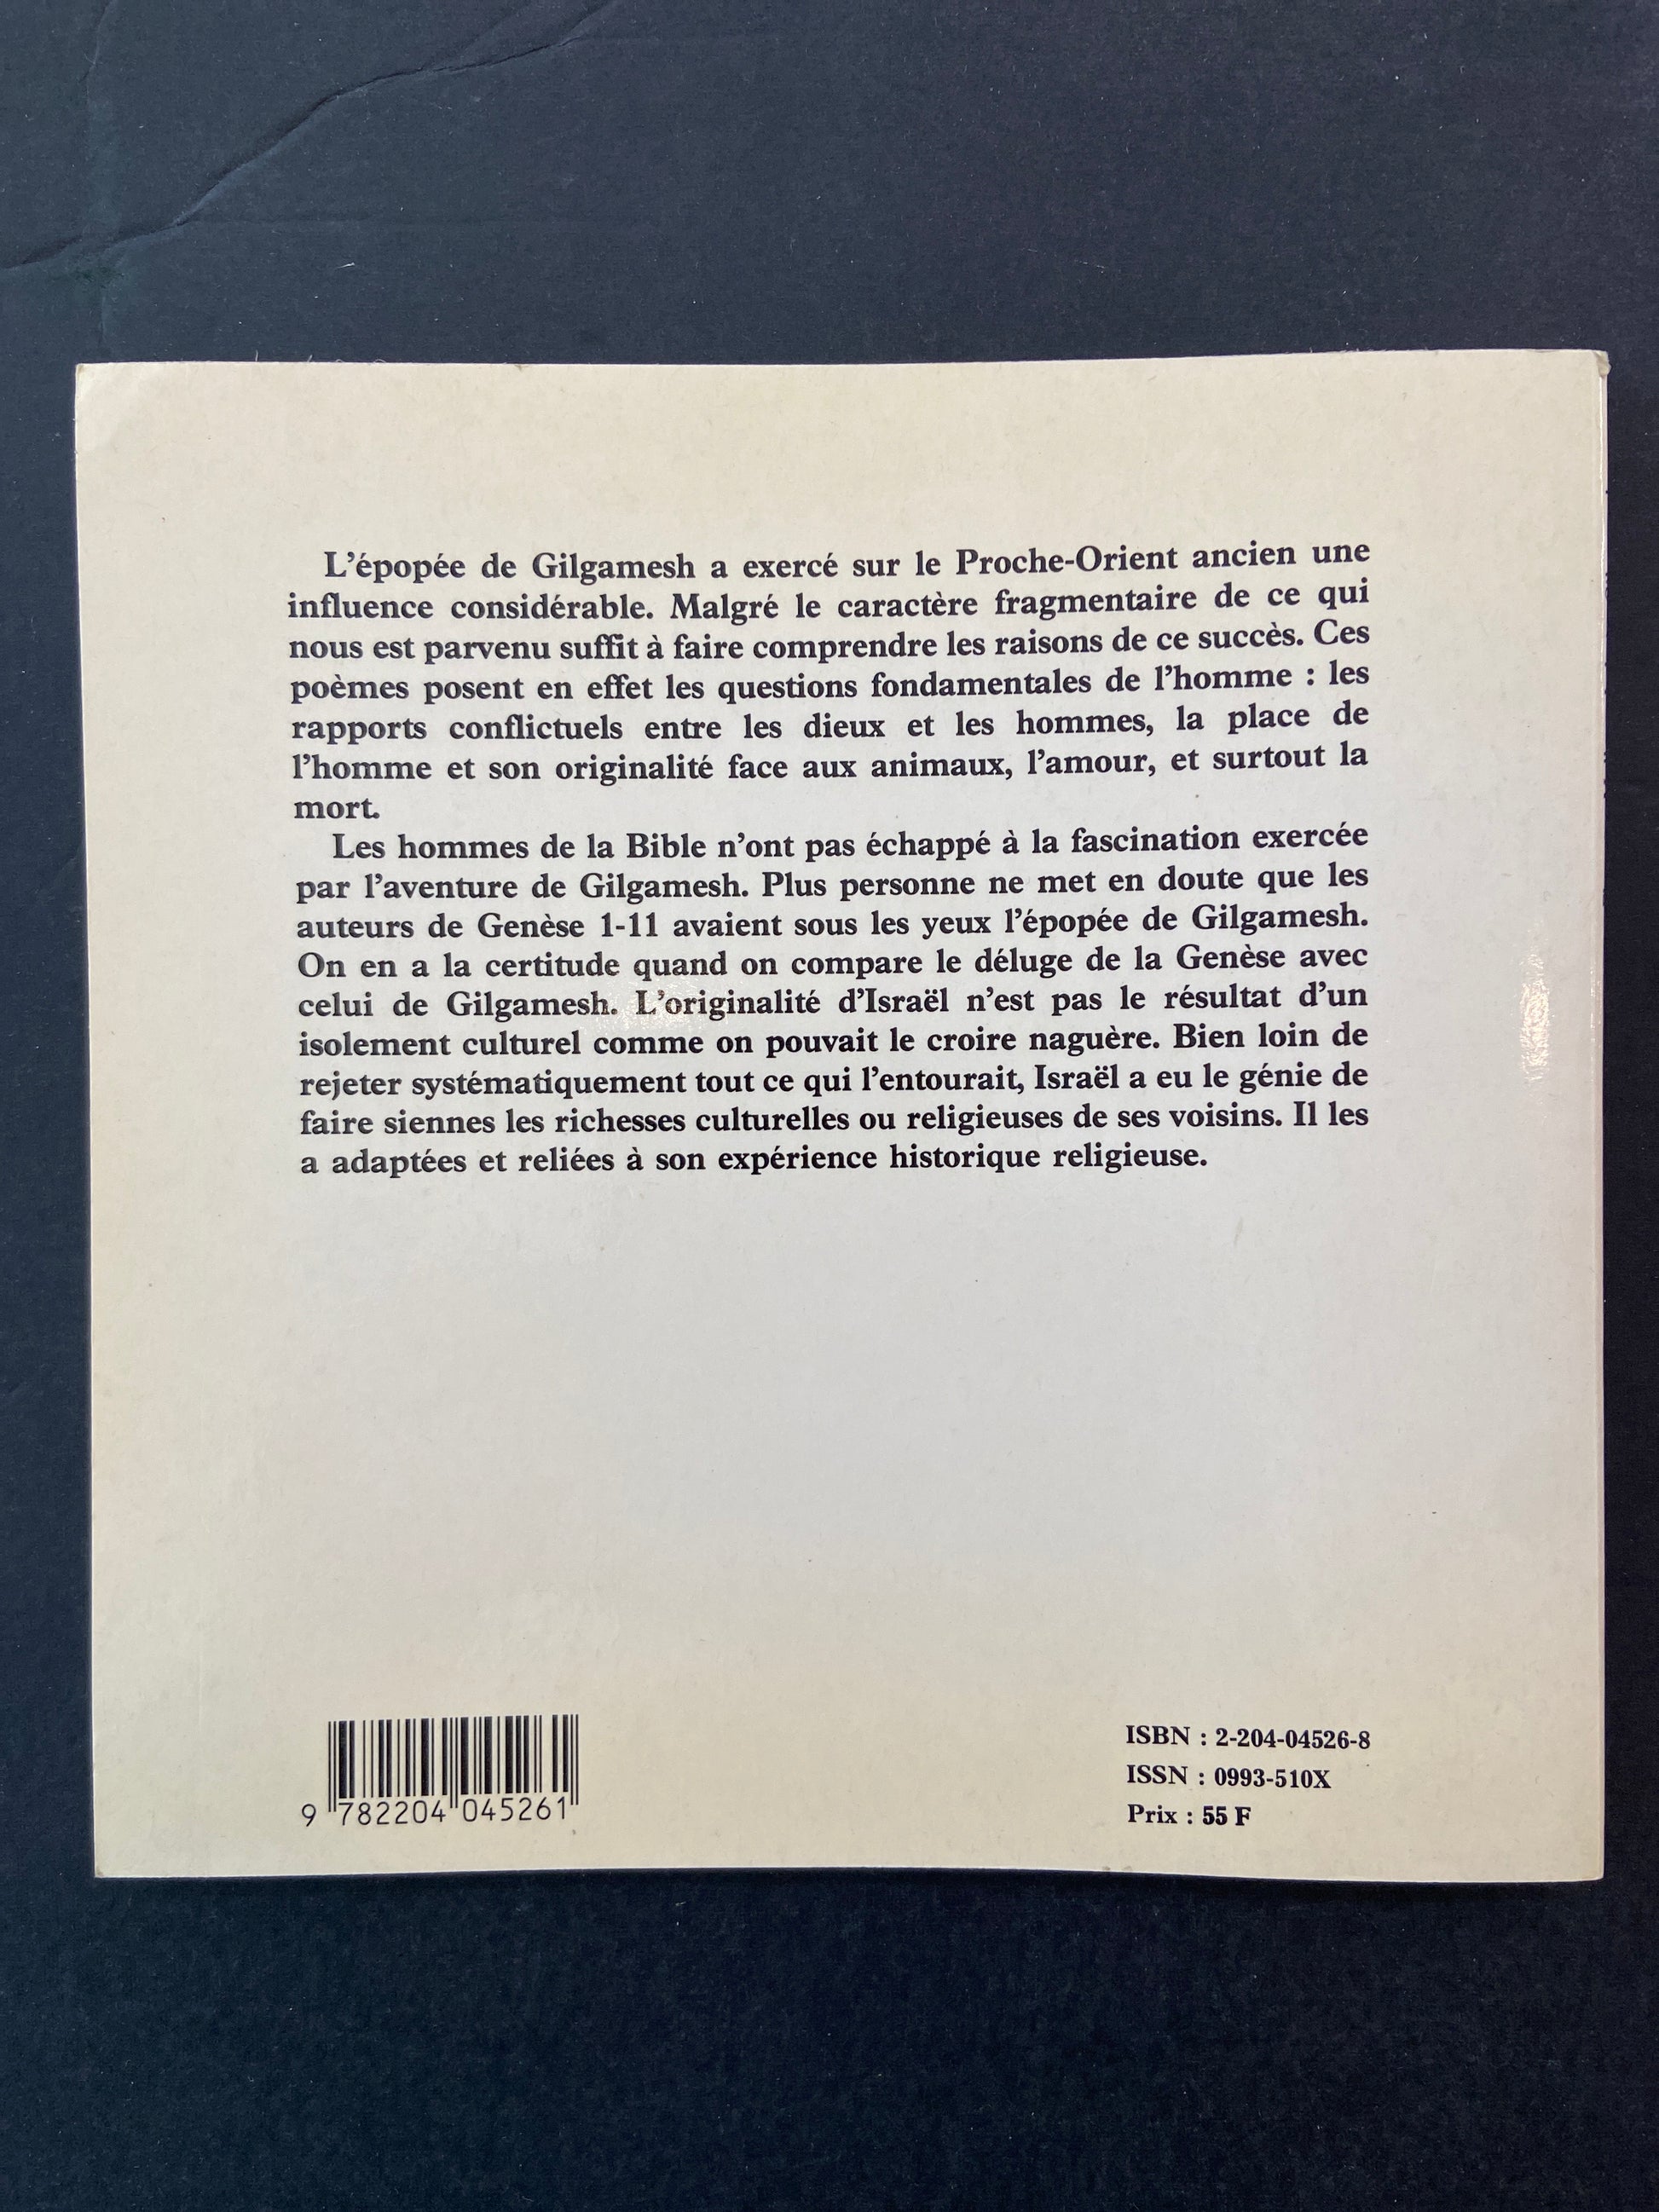 L'épopée de Gilgamesh a exercé sur le Proche-Orient ancien une
influence considérable. Malgré le caractère fragmentaire de ce qui
nous est parvenu suffit à faire comprendre les raisons de ce succès. Ces
poèmes posent en effet les questions fondamentales de l'homme : les
rapports conflictuels entre les dieux et les hommes, la place de
l'homme et son originalité face aux animaux, l'amour, et surtout la
mort.
Les hommes de la Bible n'ont pas échappé à la fascination exercée
par l'aventure de Gilgamesh. Plus personne ne met en doute que les
auteurs de Genèse 1-11 avaient sous les yeux l'épopée de Gilgamesh.
On en a la certitude quand on compare le déluge de la Genèse avec
celui de Gilgamesh. L'originalité d'Israël n'est pas le résultat d'un
isolement culturel comme on pouvait le croire naguère. Bien loin de
rejeter systématiquement tout ce qui l'entourait, Israël a eu le génie de
faire siennes les richesses culturelles ou religieuses de ses voisins. Il les
a adaptées et reliées à son expérience historique religieuse.
9 782204 045261
ISBN : 2-204-04526-8
ISSN : 0993-510X
Prix : 55 F